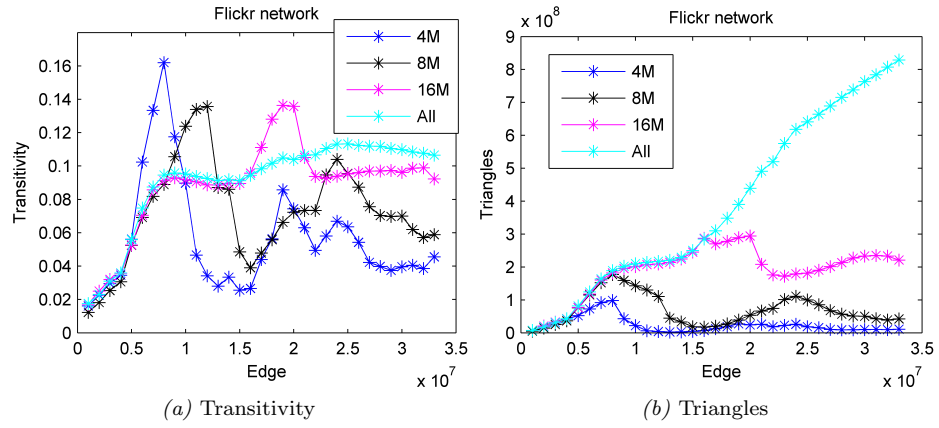 Flickr network
4M
8M
16M
All
Transitivity
0.16
0.14
0.12
0.1
0.08
0.06
0.04
0.02
0
0
0.5
1
1.5
2
2.5
3
3.5
Edge
x 10^7
(a) Transitivity
Flickr network
x 10^8
4M
8M
16M
All
Triangles
9
8
7
6
5
4
3
2
1
0
0
0.5
1
1.5
2
2.5
3
3.5
Edge
x 10^7
(b) Triangles